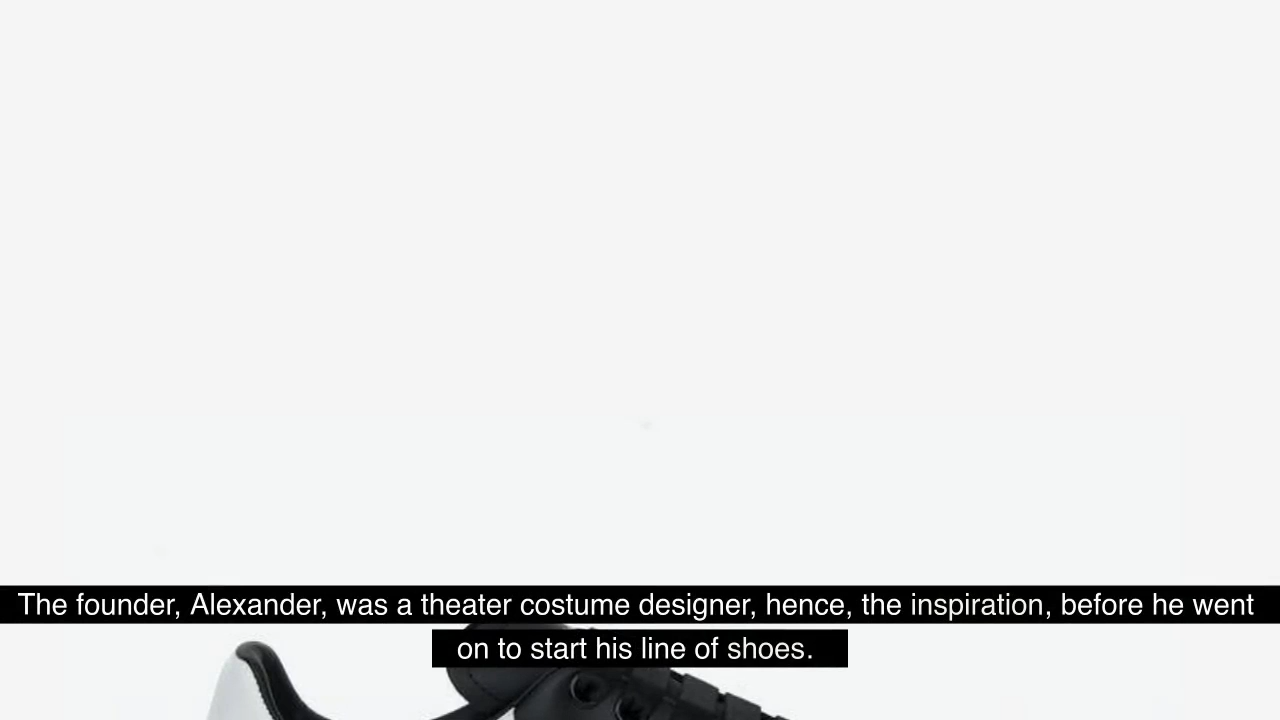 The founder, Alexander, was a theater costume designer, hence, the inspiration, before he went
on to start his line of shoes.